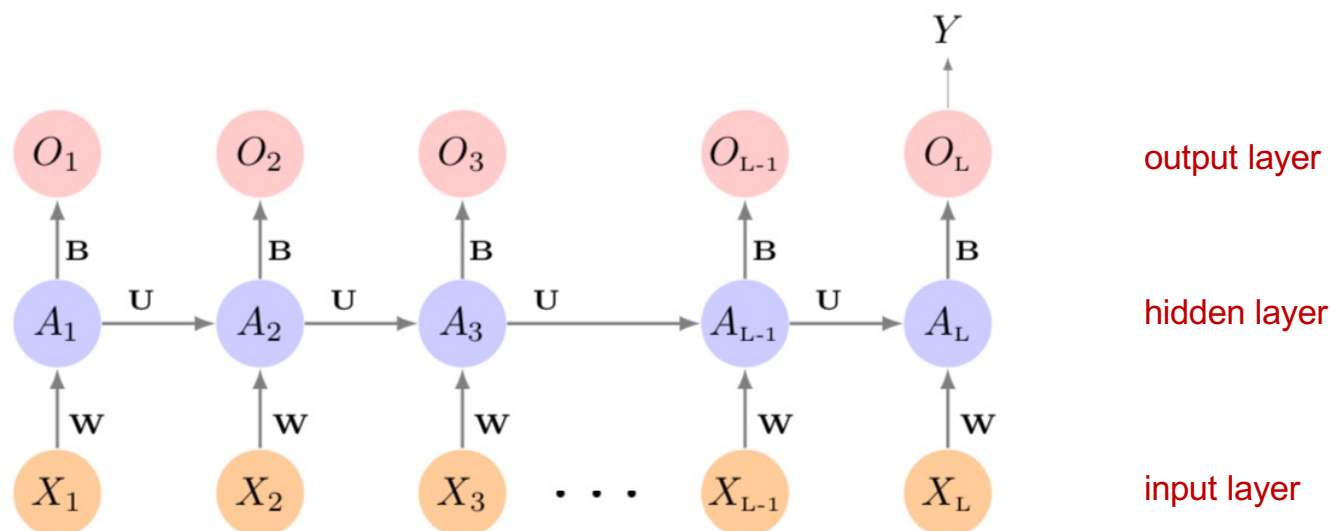 Y
O1 O2 O3 OL-1 OL output layer
B B B B B
U U U U
A1 A2 A3 AL-1 AL hidden layer
W W W W W
X1 X2 X3 . . . XL-1 XL input layer